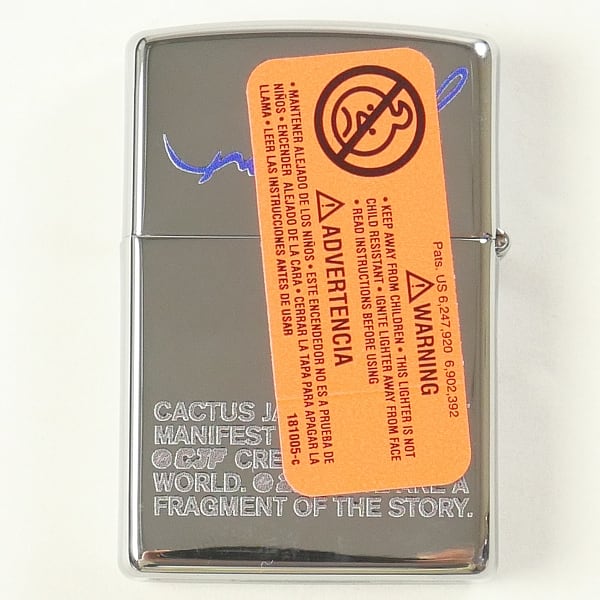 CACTUS
MANIFEST
CJF CRE
WORLD. ARE A
FRAGMENT OF THE STORY.
Pats. US 6,247,920 6,902,392
⚠WARNING
• KEEP AWAY FROM CHILDREN • THIS LIGHTER IS NOT
CHILD RESISTANT • IGNITE LIGHTER AWAY FROM FACE
• READ INSTRUCTIONS BEFORE USING
⚠ADVERTENCIA
• MANTENER ALEJADO DE LOS NIÑOS • ESTE ENCENDEDOR NO ES A PRUEBA DE
NIÑOS • ENCENDER ALEJADO DE LA CARA • CERRAR LA TAPA PARA APAGAR LA
LLAMA • LEER LAS INSTRUCCIONES ANTES DE USAR
181005-c